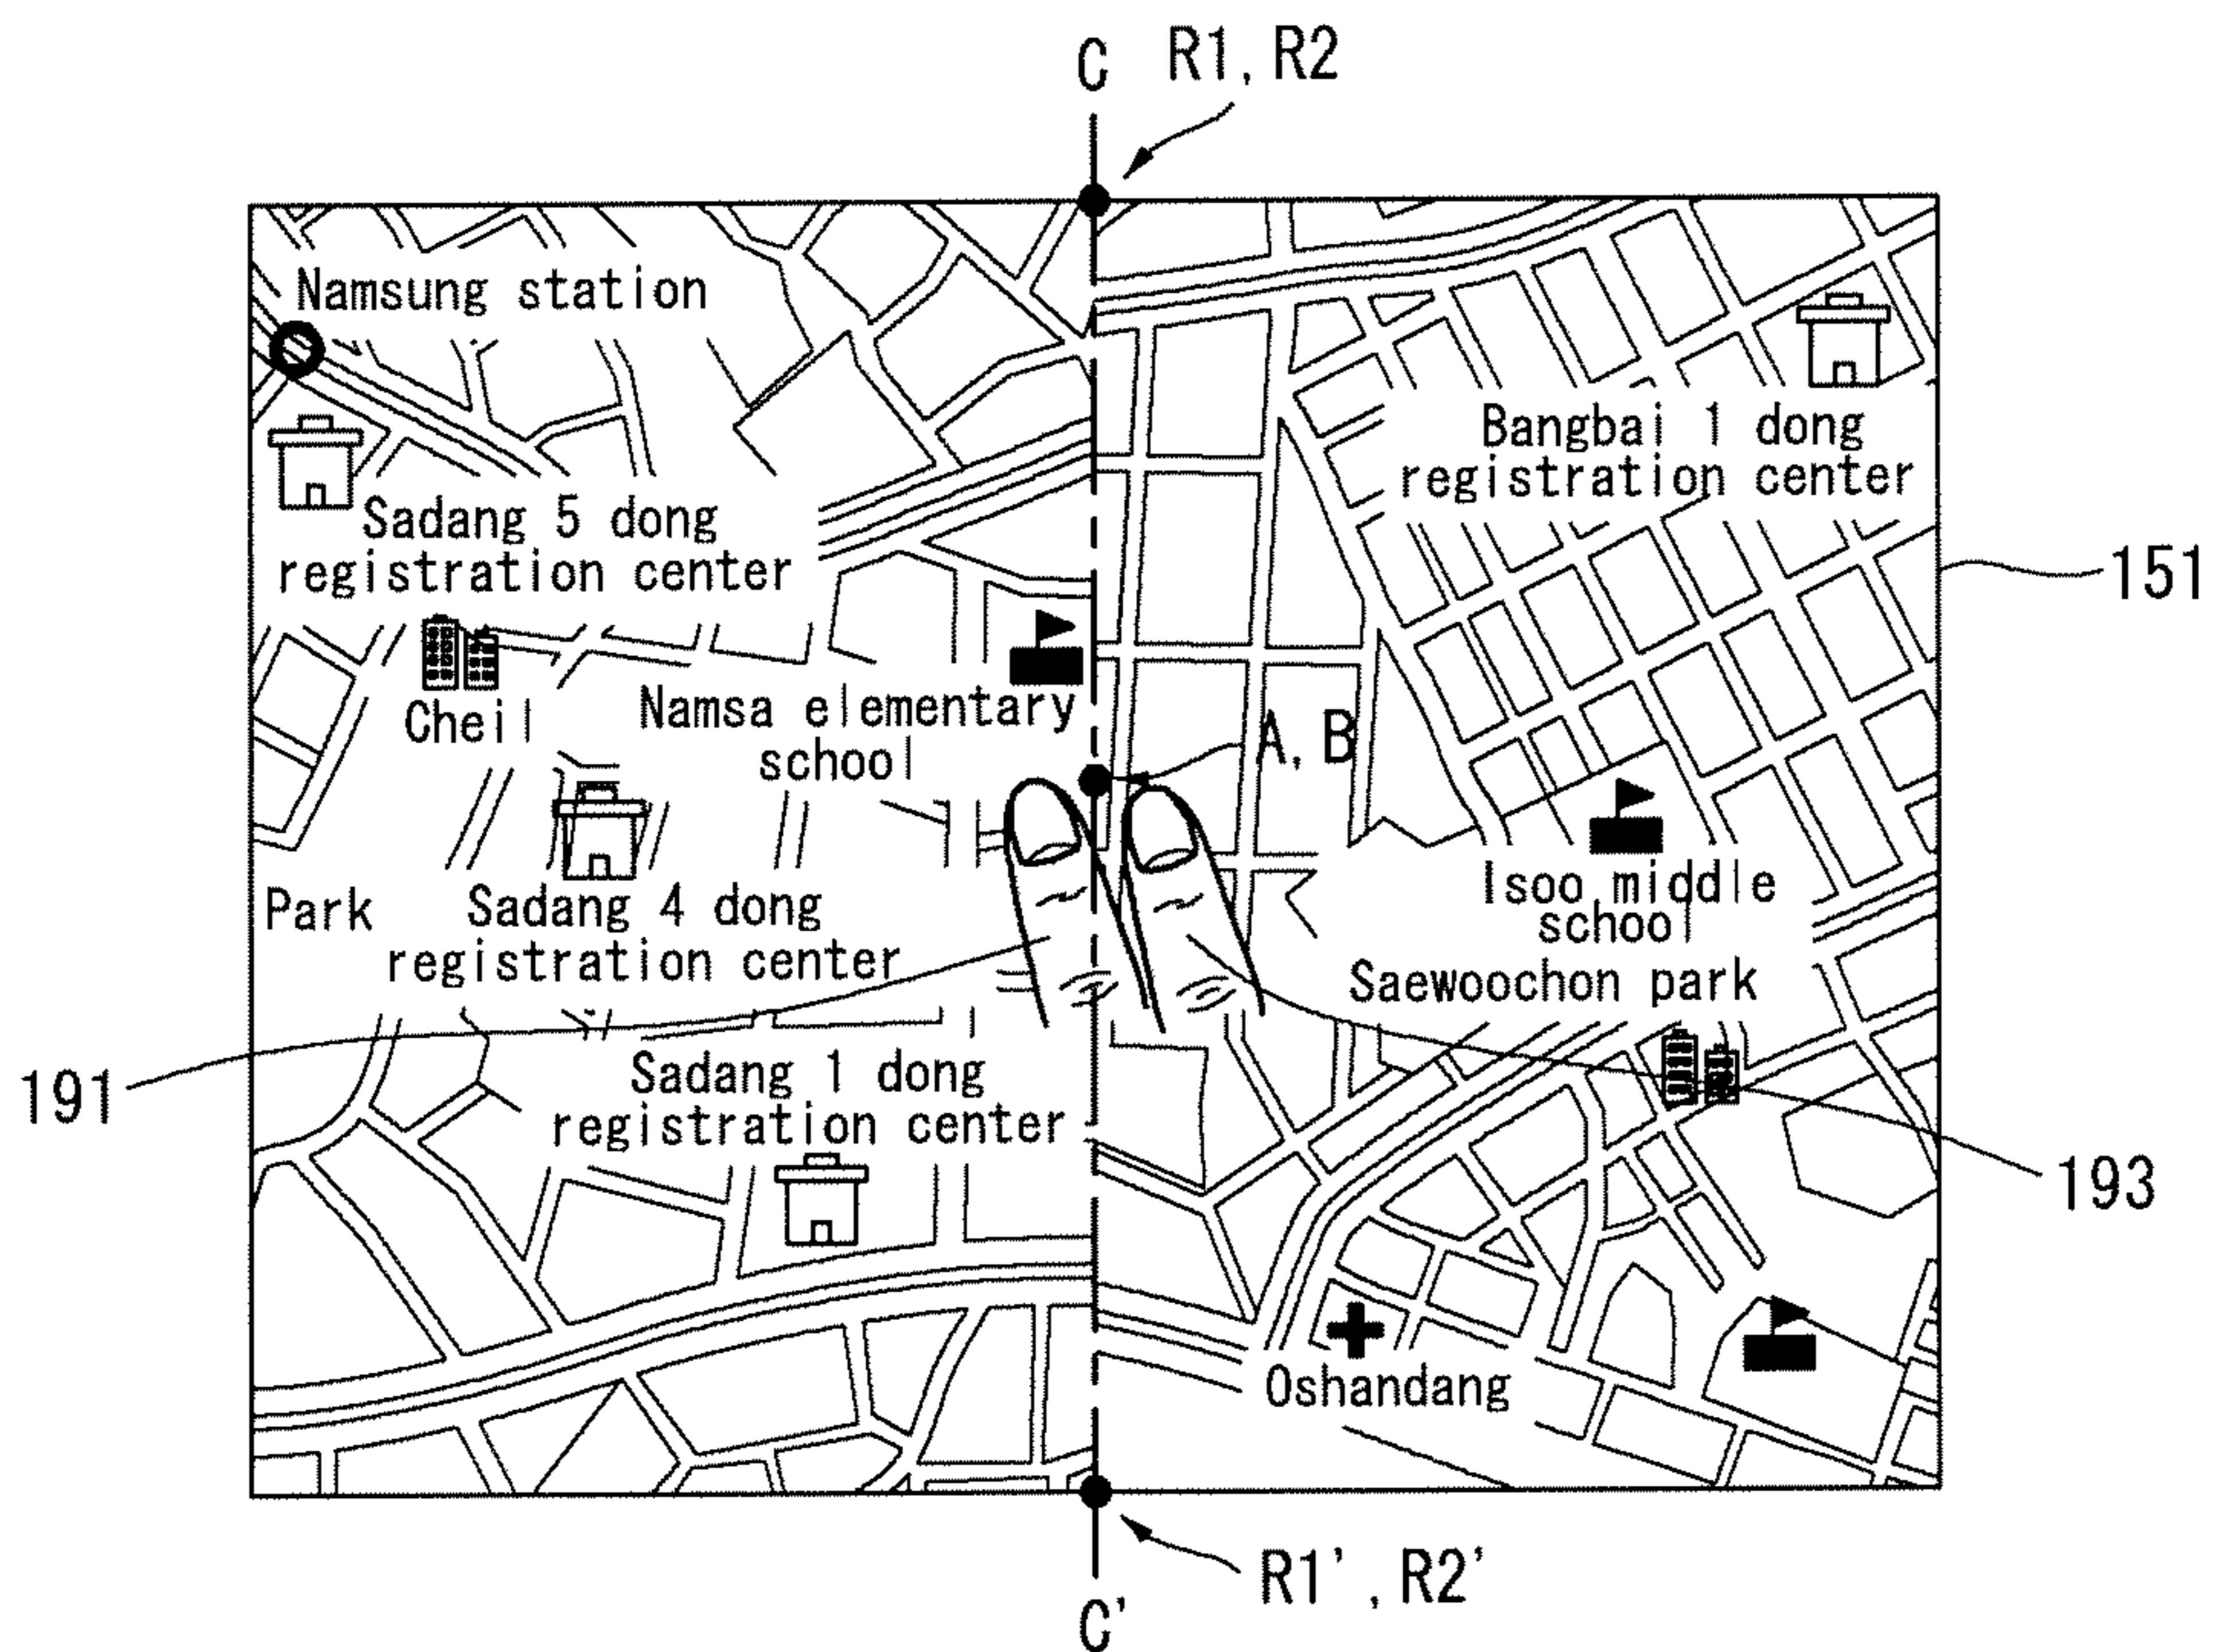 C
R1, R2
Namsung station
Bangbai 1 dong
registration center
Sadang 5 dong
registration center
151
Cheil
Namsa elementary
school
A, B
Isoo middle
school
Park
Sadang 4 dong
registration center
Saewoochon park
191
Sadang 1 dong
registration center
193
Oshandang
R1', R2'
C'